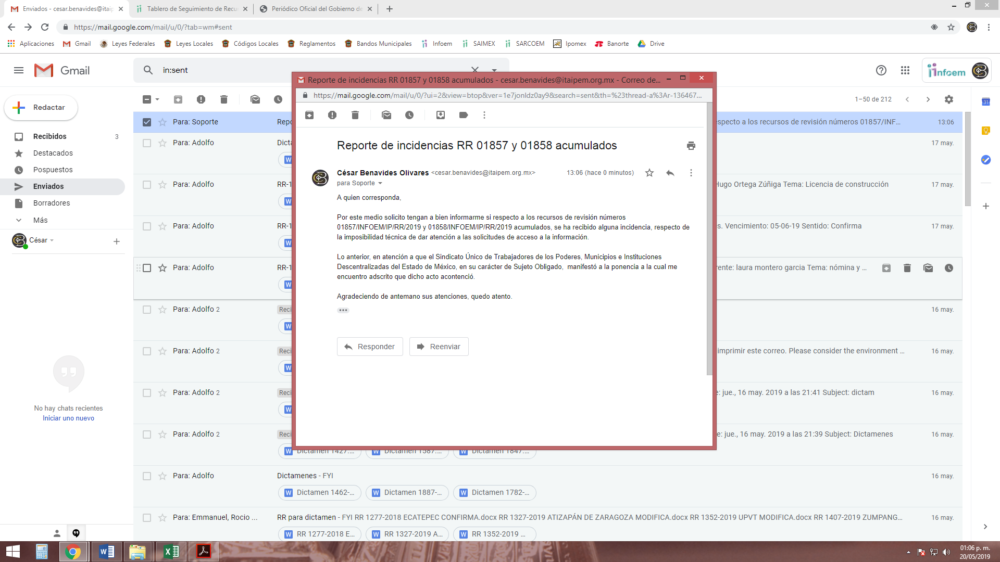 Enviados - cesar.benavides@itaip
Tablero de Seguimiento de Recur
Periódico Oficial del Gobierno de
https://mail.google.com/mail/u/0/?tab=wm#sent
Aplicaciones
Gmail
Leyes Federales
Leyes Locales
Códigos Locales
Reglamentos
Bandos Municipales
Infoem
SAIMEX
SARCOEM
Ipomex
Banorte
Drive
Gmail
in:sent
infoem
Redactar
1–50 de 212
31
Recibidos 3
Destacados
Pospuestos
Enviados
Borradores
Más
César
No hay chats recientes
Iniciar uno nuevo
Reporte de incidencias RR 01857 y 01858 acumulados - cesar.benavides@itaipem.org.mx - Correo de...
https://mail.google.com/mail/u/0/?ui=2&view=btop&ver=1e7jonldz0ay9&search=sent&th=%23thread-a%3Ar-136467...
Reporte de incidencias RR 01857 y 01858 acumulados
César Benavides Olivares <cesar.benavides@itaipem.org.mx>
13:06 (hace 0 minutos)
para Soporte
A quien corresponda,
Por este medio solicito tengan a bien informarme si respecto a los recursos de revisión números
01857/INFOEM/IP/RR/2019 y 01858/INFOEM/IP/RR/2019 acumulados, se ha recibido alguna incidencia, respecto de
la imposibilidad técnica de dar atención a las solicitudes de acceso a la información.
Lo anterior, en atención a que el Sindicato Único de Trabajadores de los Poderes, Municipios e Instituciones
Descentralizadas del Estado de México, en su carácter de Sujeto Obligado,  manifestó a la ponencia a la cual me
encuentro adscrito que dicho acto acontenció.
Agradeciendo de antemano sus atenciones, quedo atento.
Responder
Reenviar
Para: Soporte
Repo
especto a los recursos de revisión números 01857/INF... 13:06
Para: Adolfo
Dicta
W
17 may.
Para: Adolfo
RR-1
W
Hugo Ortega Zúñiga Tema: Licencia de construcción 17 may.
Para: Adolfo
RR-1
W
es. Vencimiento: 05-06-19 Sentido: Confirma 17 may.
Para: Adolfo
RR-1
W
rente: laura montero garcia Tema: nómina y ...
Para: Adolfo 2
Reci
W
16 may.
Para: Adolfo 2
Reci
W
imprimir este correo. Please consider the environment ... 16 may.
Para: Adolfo 2
Reci
W
e: jue., 16 may. 2019 a las 21:41 Subject: dictam 16 may.
Para: Adolfo 2
Reci
e: jue., 16 may. 2019 a las 21:39 Subject: Dictamenes 16 may.
W Dictamen 1427-...
W Dictamen 1587-...
W Dictamen 1847-...
Para: Adolfo
Dictamenes - FYI
16 may.
W Dictamen 1462-...
W Dictamen 1887-...
W Dictamen 1782-...
Para: Emmanuel, Rocio ...
RR para dictamen - FYI RR 1277-2018 ECATEPEC CONFIRMA.docx RR 1327-2019 ATIZAPÁN DE ZARAGOZA MODIFICA.docx RR 1352-2019 UPVT MODIFICA.docx RR 1407-2019 ZUMPANG...
16 may.
W RR 1277-2018 E...
W RR 1327-2019 A...
W RR 1352-2019 ...
01:06 p. m.
20/05/2019